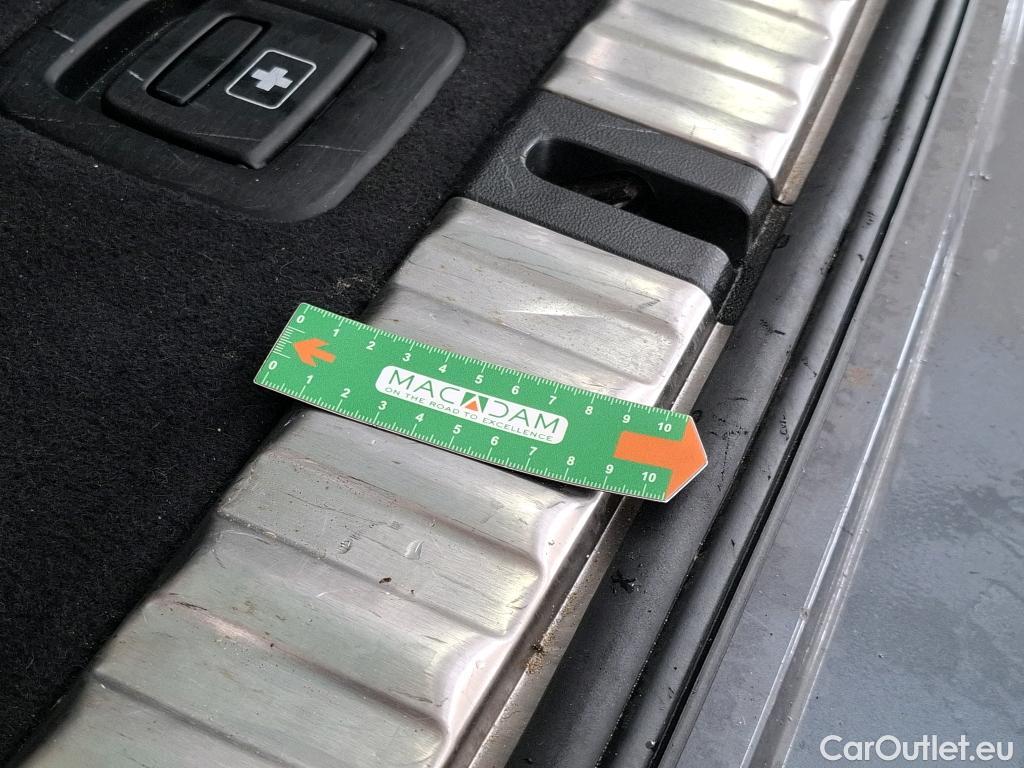 0 1 2 3 4 5 6 7 8 9 10
MACADAM
ON THE ROAD TO EXCELLENCE
0 1 2 3 4 5 6 7 8 9 10
CarOutlet.eu